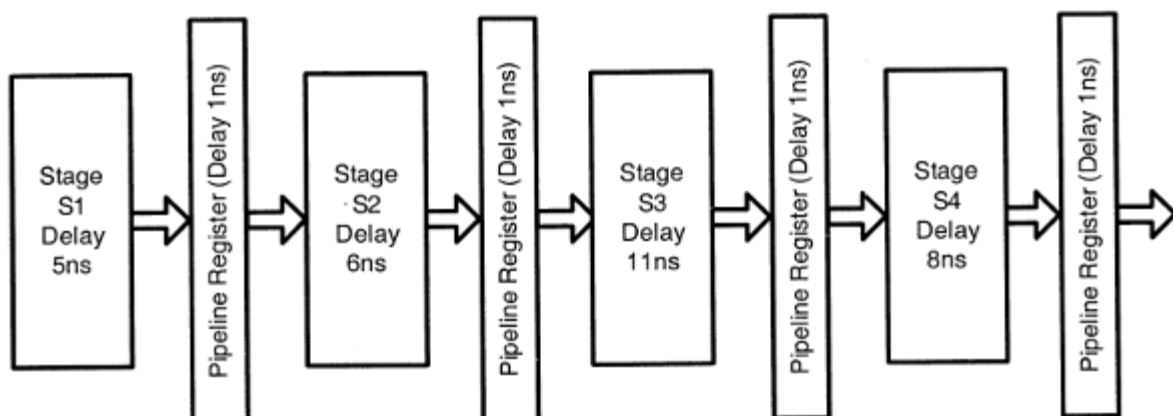 Stage
S1
Delay
5ns
Pipeline Register (Delay 1ns)
Stage
S2
Delay
6ns
Pipeline Register (Delay 1ns)
Stage
S3
Delay
11ns
Pipeline Register (Delay 1ns)
Stage
S4
Delay
8ns
Pipeline Register (Delay 1ns)